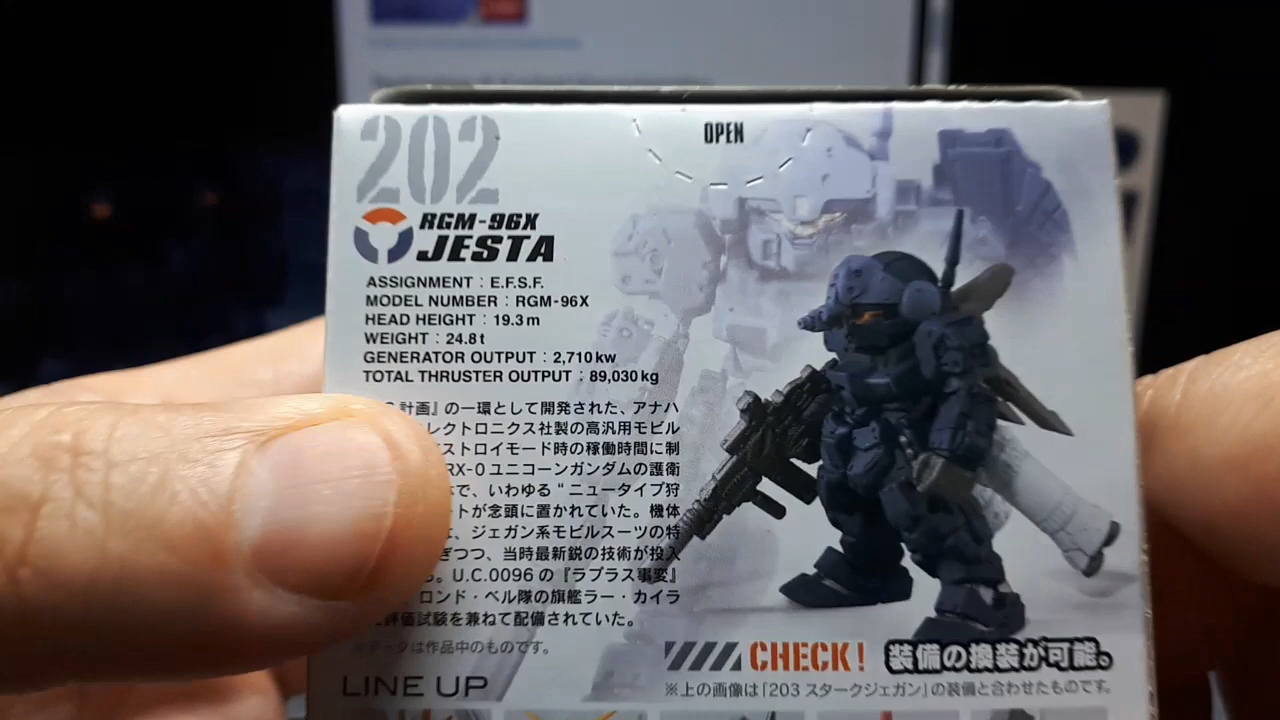 202
OPEN
RGM-96X
JESTA
ASSIGNMENT : E.F.S.F.
MODEL NUMBER : RGM-96X
HEAD HEIGHT : 19.3m
WEIGHT : 24.8t
GENERATOR OUTPUT : 2,710kw
TOTAL THRUSTER OUTPUT : 89,030kg
計画』の一環として開発された、アナハ
レクトロニクス社製の高汎用モビル
ストロイモード時の稼働時間に制
RX-0 ユニコーンガンダムの護衛
で、いわゆる“ニュータイプ狩
ートが念頭に置かれていた。機体
、ジェガン系モビルスーツの特
ぎつつ、当時最新鋭の技術が投入
。U.C.0096の『ラプラス事変』
ロンド・ベル隊の旗艦ラー・カイラ
評価試験を兼ねて配備されていた。
データは作品中のものです。
CHECK! 装備の換装が可能。
※上の画像は「203 スタークジェガン」の装備と合わせたものです。
LINE UP